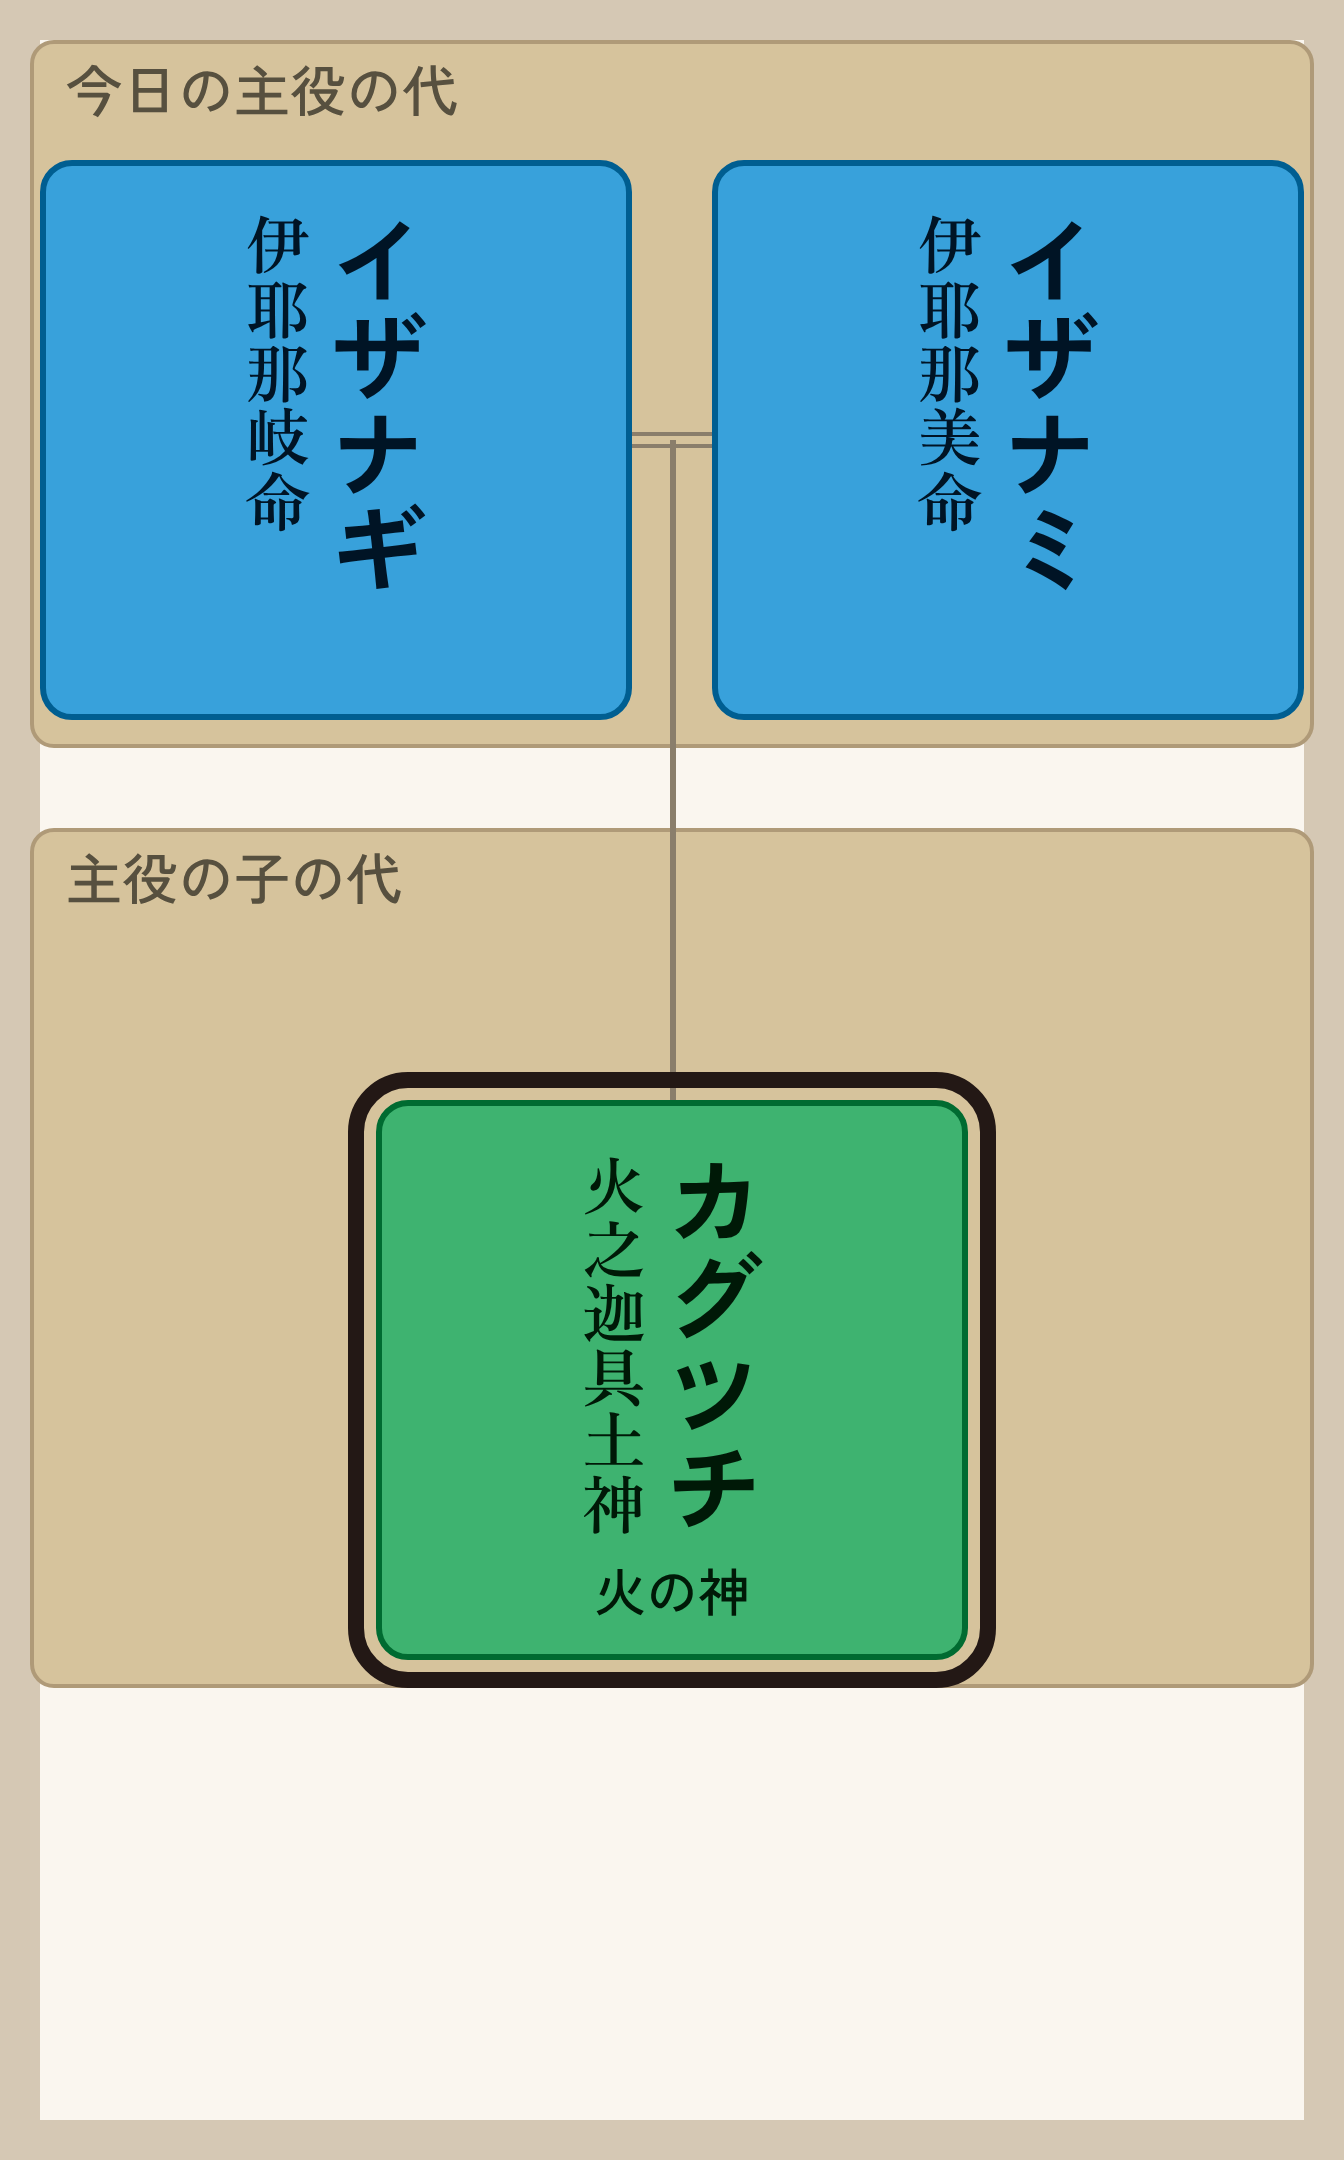 今日の主役の代
イザナギ
伊耶那岐命
イザナミ
伊耶那美命
主役の子の代
カグツチ
火之迦具土神
火の神